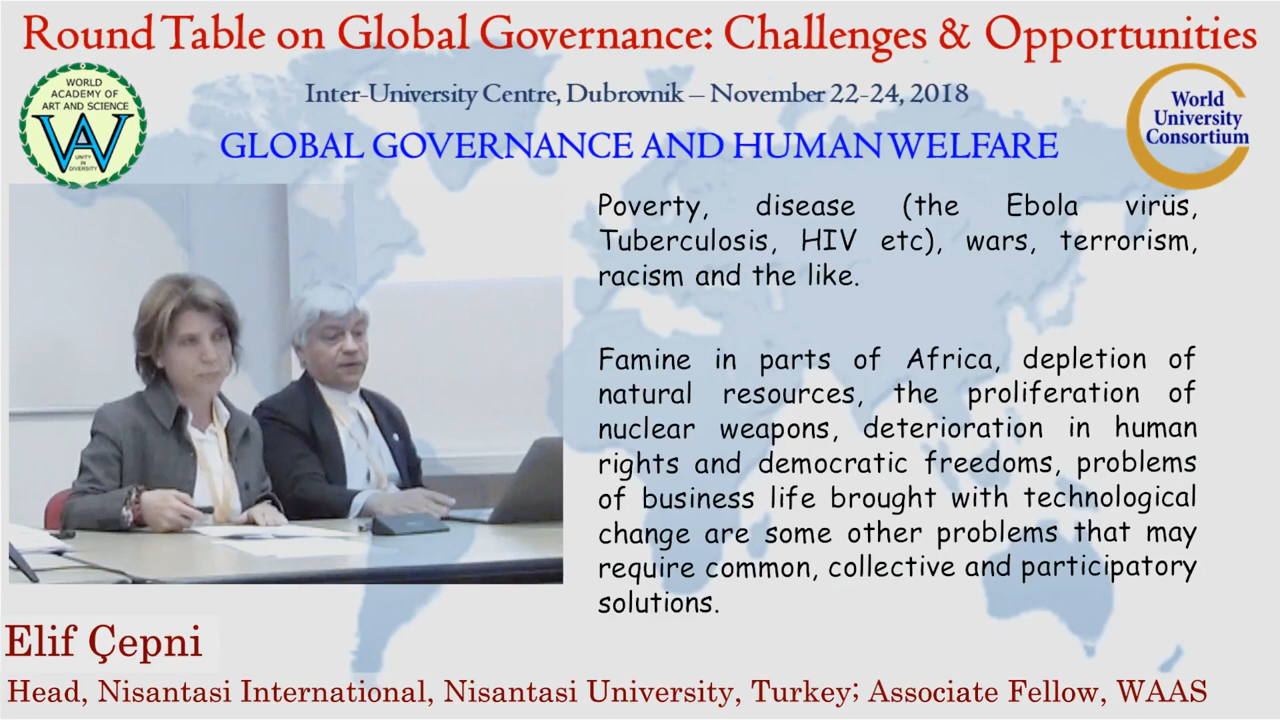 Round Table on Global Governance: Challenges & Opportunities
Inter-University Centre, Dubrovnik – November 22-24, 2018
GLOBAL GOVERNANCE AND HUMAN WELFARE
WORLD
ACADEMY OF
ART AND SCIENCE
WA
UNITY
IN
DIVERSITY
World
University
Consortium
Poverty, disease (the Ebola virüs,
Tuberculosis, HIV etc), wars, terrorism,
racism and the like.
Famine in parts of Africa, depletion of
natural resources, the proliferation of
nuclear weapons, deterioration in human
rights and democratic freedoms, problems
of business life brought with technological
change are some other problems that may
require common, collective and participatory
solutions.
Elif Çepni
Head, Nisantasi International, Nisantasi University, Turkey; Associate Fellow, WAAS